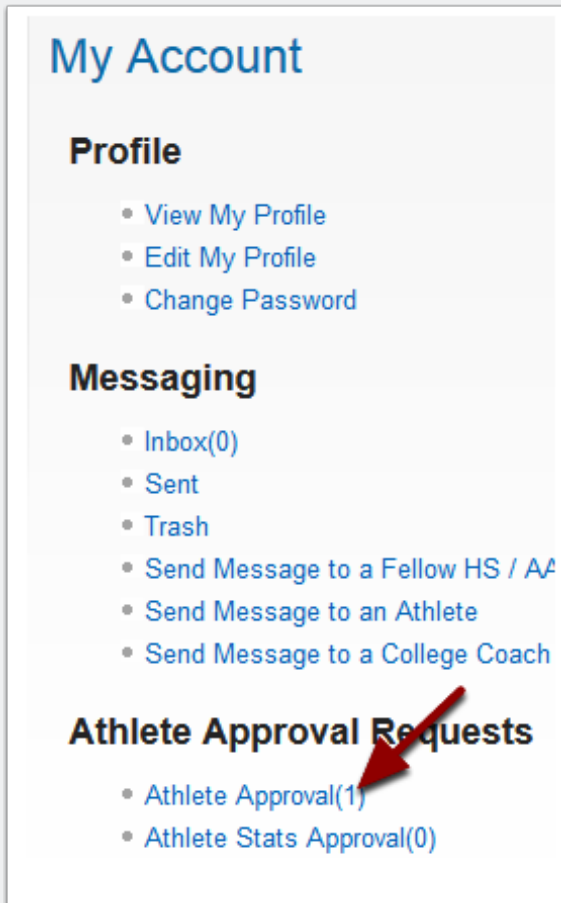 My Account
Profile
View My Profile
Edit My Profile
Change Password
Messaging
Inbox(0)
Sent
Trash
Send Message to a Fellow HS / AA
Send Message to an Athlete
Send Message to a College Coach
Athlete Approval Requests
Athlete Approval(1)
Athlete Stats Approval(0)